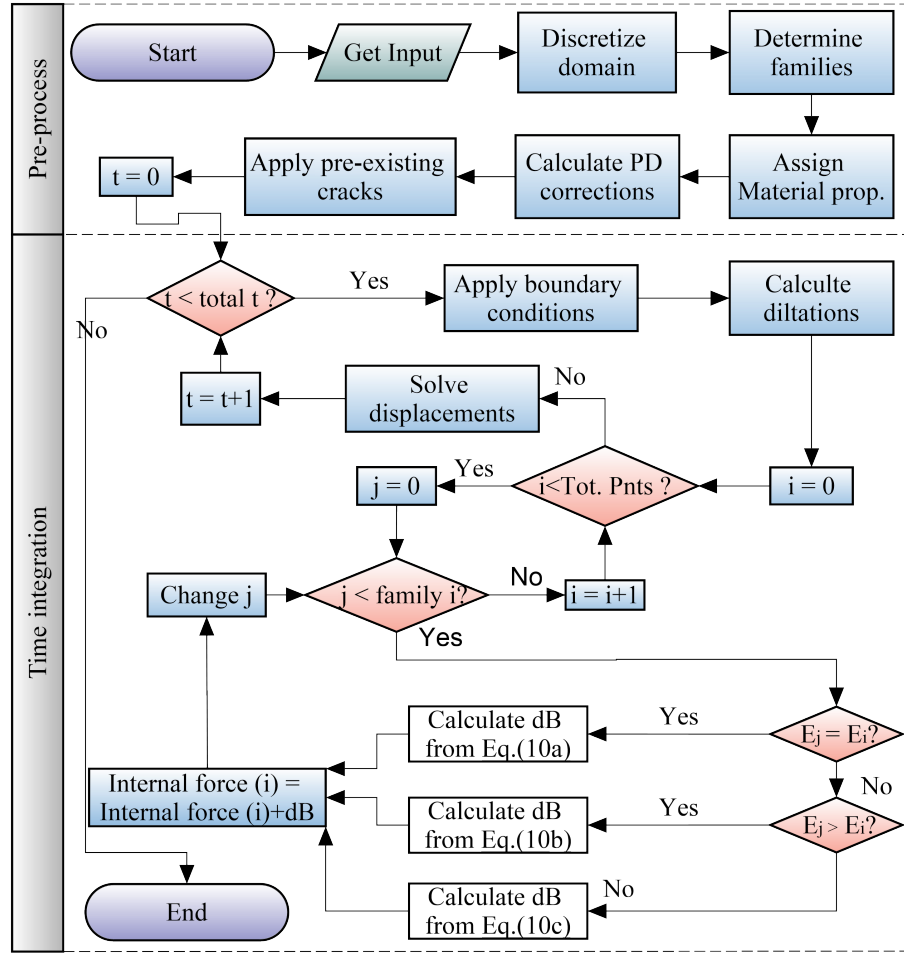 Pre-process
Start
Get Input
Discretize
domain
Determine
families
t = 0
Apply pre-existing
cracks
Calculate PD
corrections
Assign
Material prop.
Time integration
t < total t ?
Yes
No
Apply boundary
conditions
Calculte
diltations
t = t+1
Solve
displacements
No
j = 0
Yes
i<Tot. Pnts ?
i = 0
Change j
j < family i?
No
i = i+1
Yes
Calculate dB
from Eq.(10a)
Yes
Ej = Ei?
No
Internal force (i) =
Internal force (i)+dB
Calculate dB
from Eq.(10b)
Yes
Ej > Ei?
End
Calculate dB
from Eq.(10c)
No